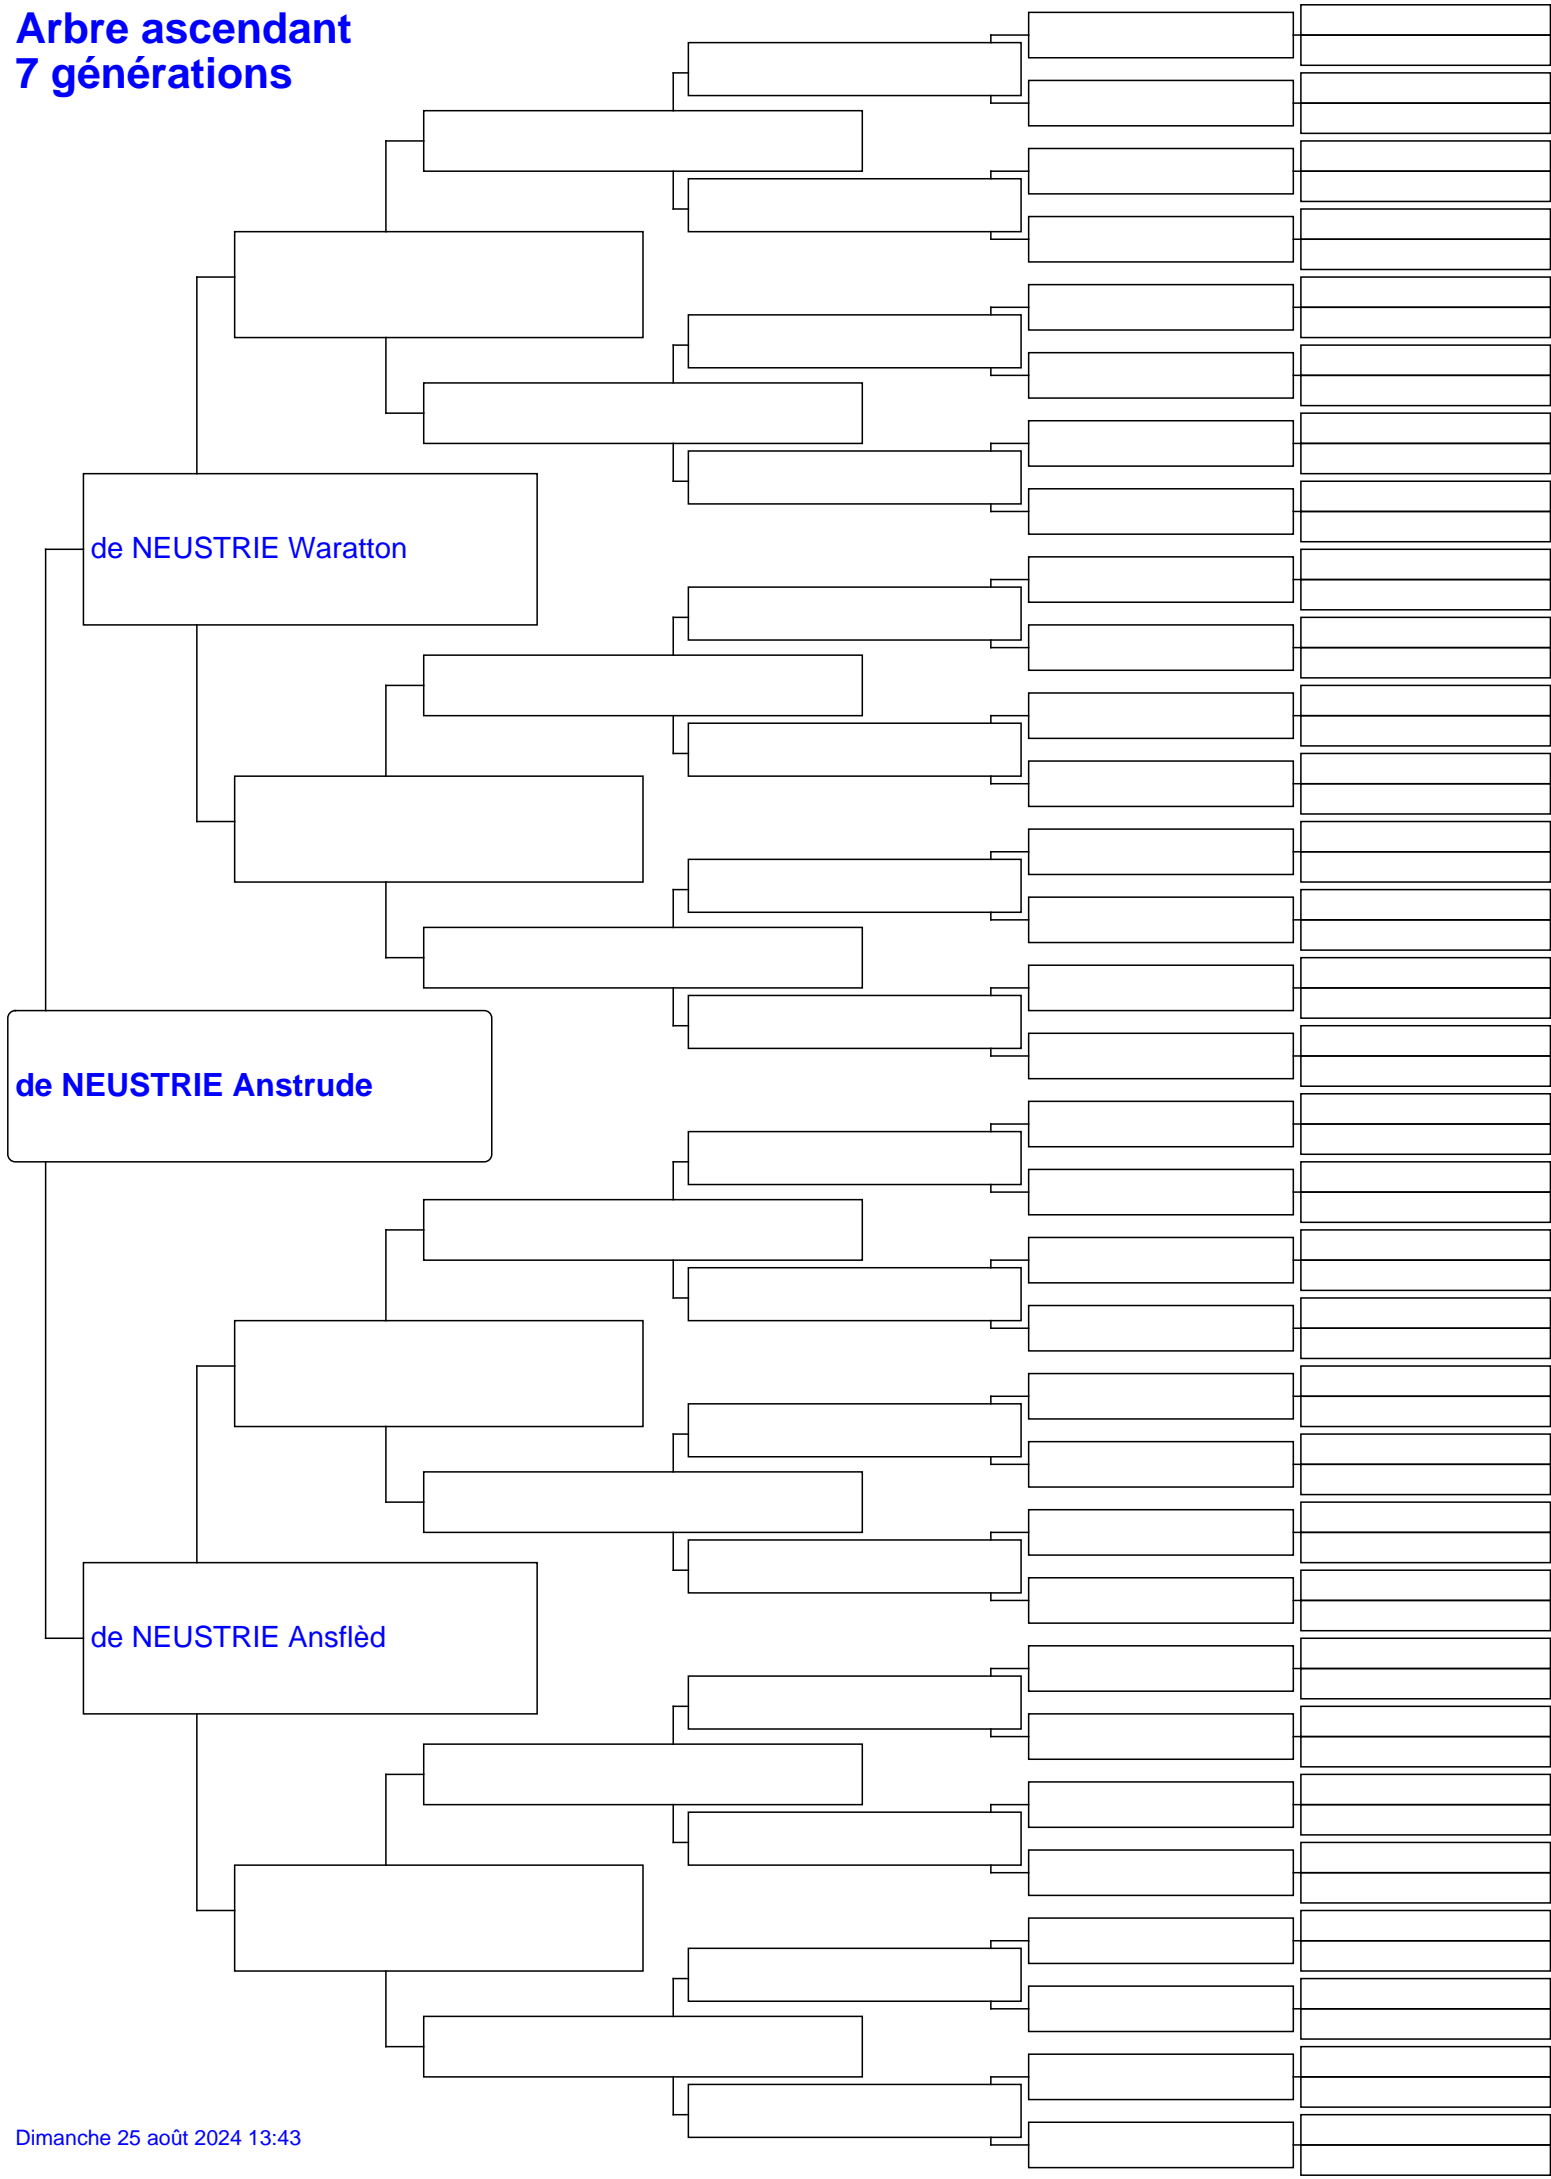 Arbre ascendant
7 générations
de NEUSTRIE Waratton
de NEUSTRIE Anstrude
de NEUSTRIE Ansflèd
Dimanche 25 août 2024 13:43